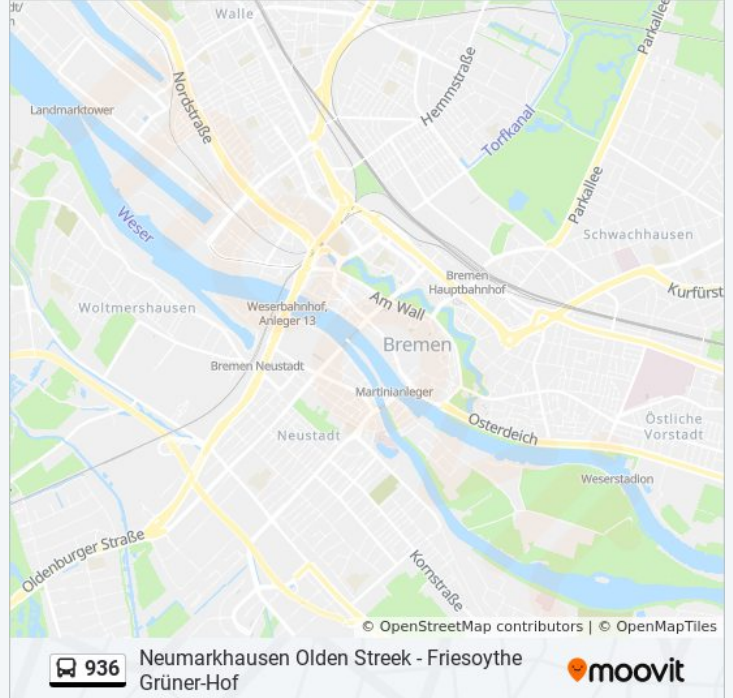 dt/
Walle
Parkallee
Hemmstraße
Nordstraße
Landmarktower
Torfkanal
Parkallee
Weser
Schwachhausen
Bremen
Hauptbahnhof
Kurfürst
Woltmershausen
Weserbahnhof,
Anleger 13
Am Wall
Bremen
Bremen Neustadt
Martinianleger
Neustadt
Osterdeich
Östliche
Vorstadt
Weserstadion
Oldenburger Straße
Kornstraße
© OpenStreetMap contributors | © OpenMapTiles
936
Neumarkhausen Olden Streek - Friesoythe
Grüner-Hof
moovit